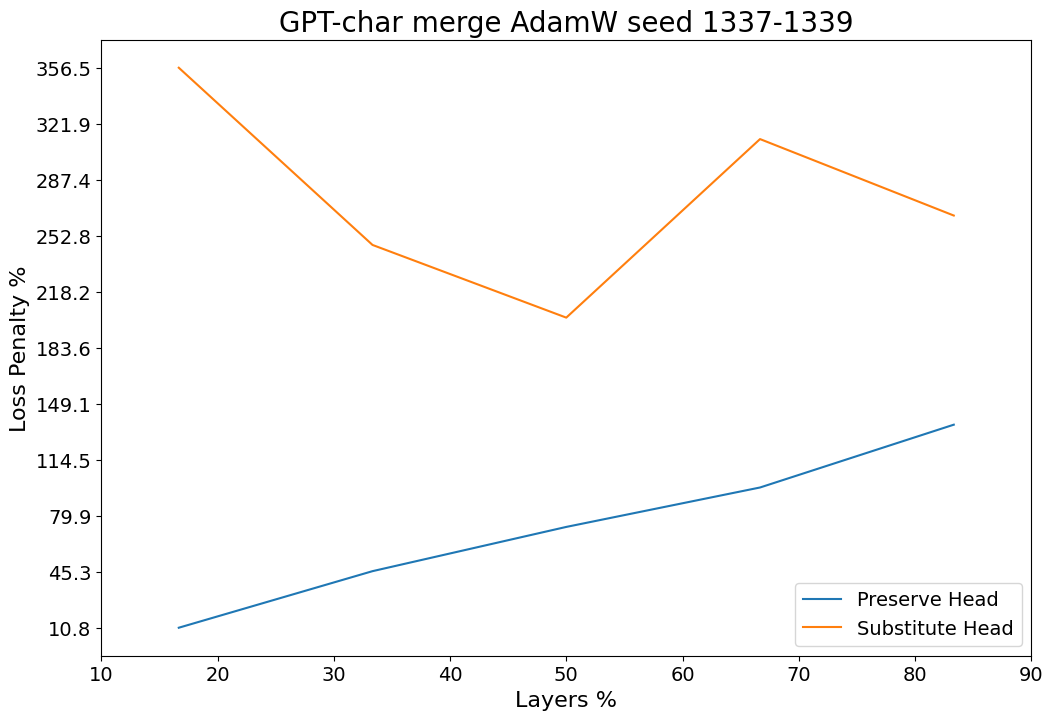 GPT-char merge AdamW seed 1337-1339
Loss Penalty %
356.5
321.9
287.4
252.8
218.2
183.6
149.1
114.5
79.9
45.3
10.8
Preserve Head
Substitute Head
10 20 30 40 50 60 70 80 90
Layers %